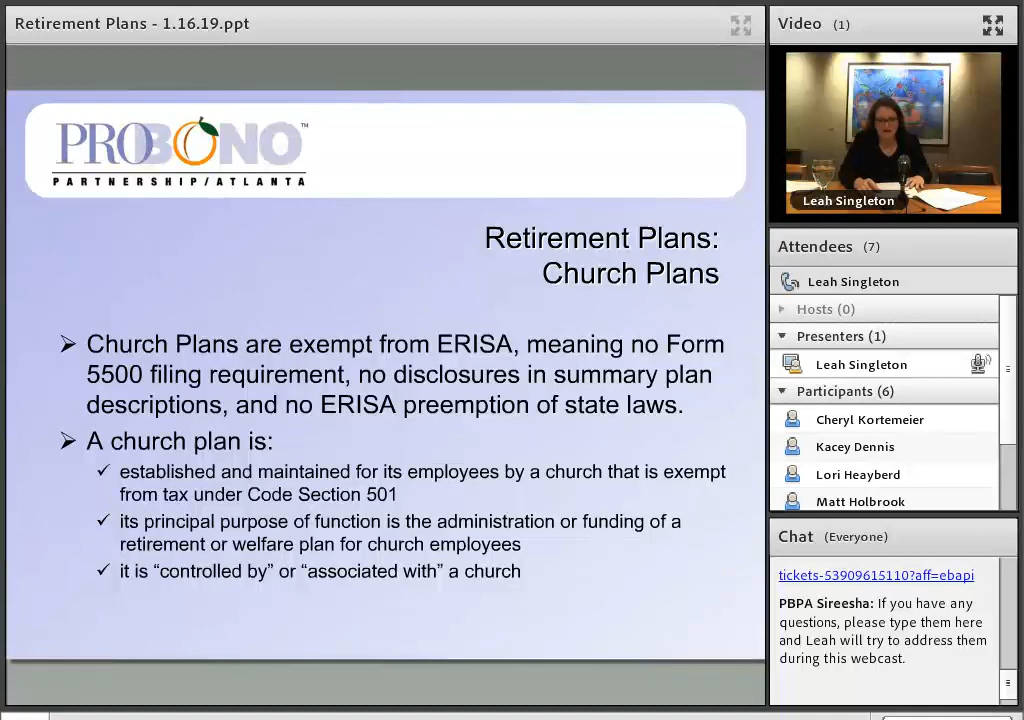 Retirement Plans - 1.16.19.ppt
PROBONO™
PARTNERSHIP/ATLANTA
Retirement Plans:
Church Plans
Church Plans are exempt from ERISA, meaning no Form
5500 filing requirement, no disclosures in summary plan
descriptions, and no ERISA preemption of state laws.
A church plan is:
established and maintained for its employees by a church that is exempt
from tax under Code Section 501
its principal purpose of function is the administration or funding of a
retirement or welfare plan for church employees
it is “controlled by” or “associated with” a church
Video (1)
Leah Singleton
Attendees (7)
Leah Singleton
Hosts (0)
Presenters (1)
Leah Singleton
Participants (6)
Cheryl Kortemeier
Kacey Dennis
Lori Heayberd
Matt Holbrook
Chat (Everyone)
tickets-53909615110?aff=ebapi
PBPA Sireesha: If you have any
questions, please type them here
and Leah will try to address them
during this webcast.